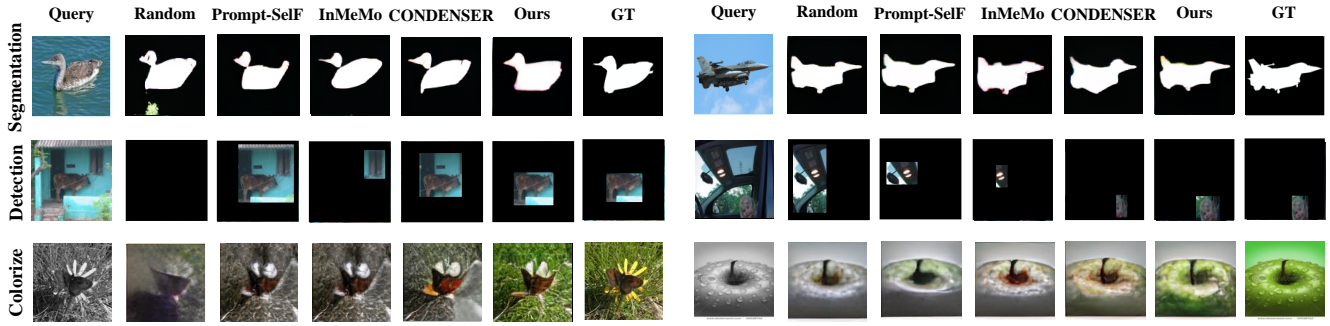 Query Random Prompt-SelF InMeMo CONDENSER Ours GT Query Random Prompt-SelF InMeMo CONDENSER Ours GT
Segmentation
Detection
Colorize